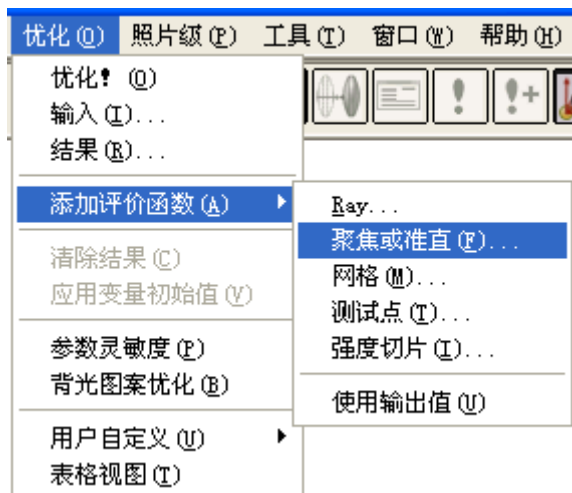 优化(O) 照片级(P) 工具(T) 窗口(W) 帮助(H)
优化! (O)
输入(I)...
结果(R)...
添加评价函数(A)
清除结果(C)
应用变量初始值(V)
参数灵敏度(P)
背光图案优化(B)
用户自定义(U)
表格视图(T)
Ray...
聚焦或准直(F)...
网格(M)...
测试点(T)...
强度切片(I)...
使用输出值(U)